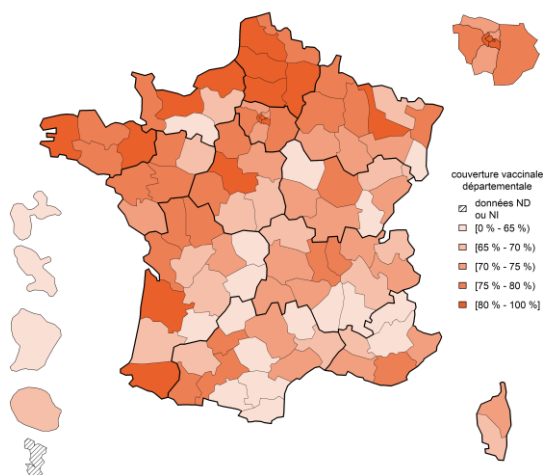 couverture vaccinale
départementale
données ND
ou NI
[0 % - 65 %)
[65 % - 70 %)
[70 % - 75 %)
[75 % - 80 %)
[80 % - 100 %]